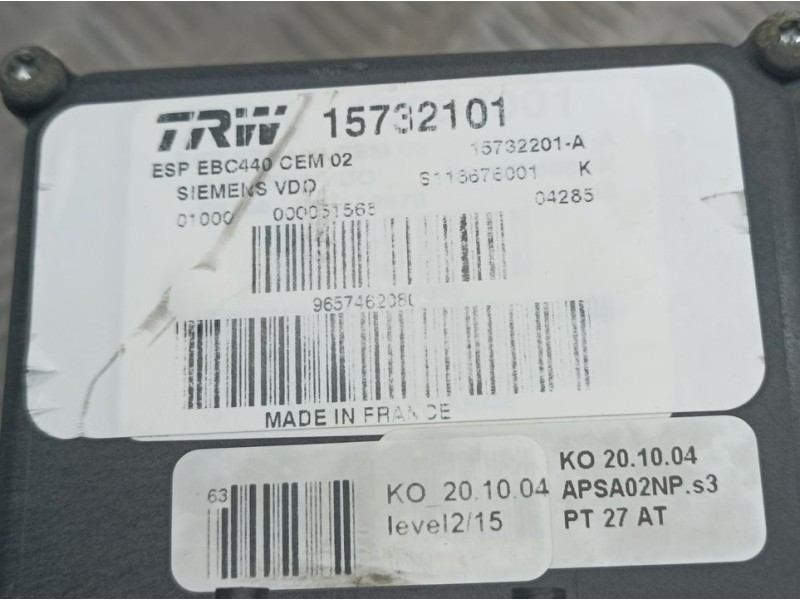 TRW 15732101
ESP EBC440 CEM 02 15732201-A
SIEMENS VDO S118676001 K
01000 000051568 04285
9657462080
MADE IN FRANCE
63
KO_20.10.04
level2/15
KO 20.10.04
APSA02NP.s3
PT 27 AT